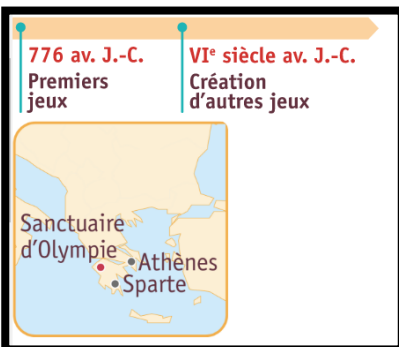 776 av. J.-C.
Premiers
jeux
VIe siècle av. J.-C.
Création
d'autres jeux
Sanctuaire
d'Olympie
Athènes
Sparte